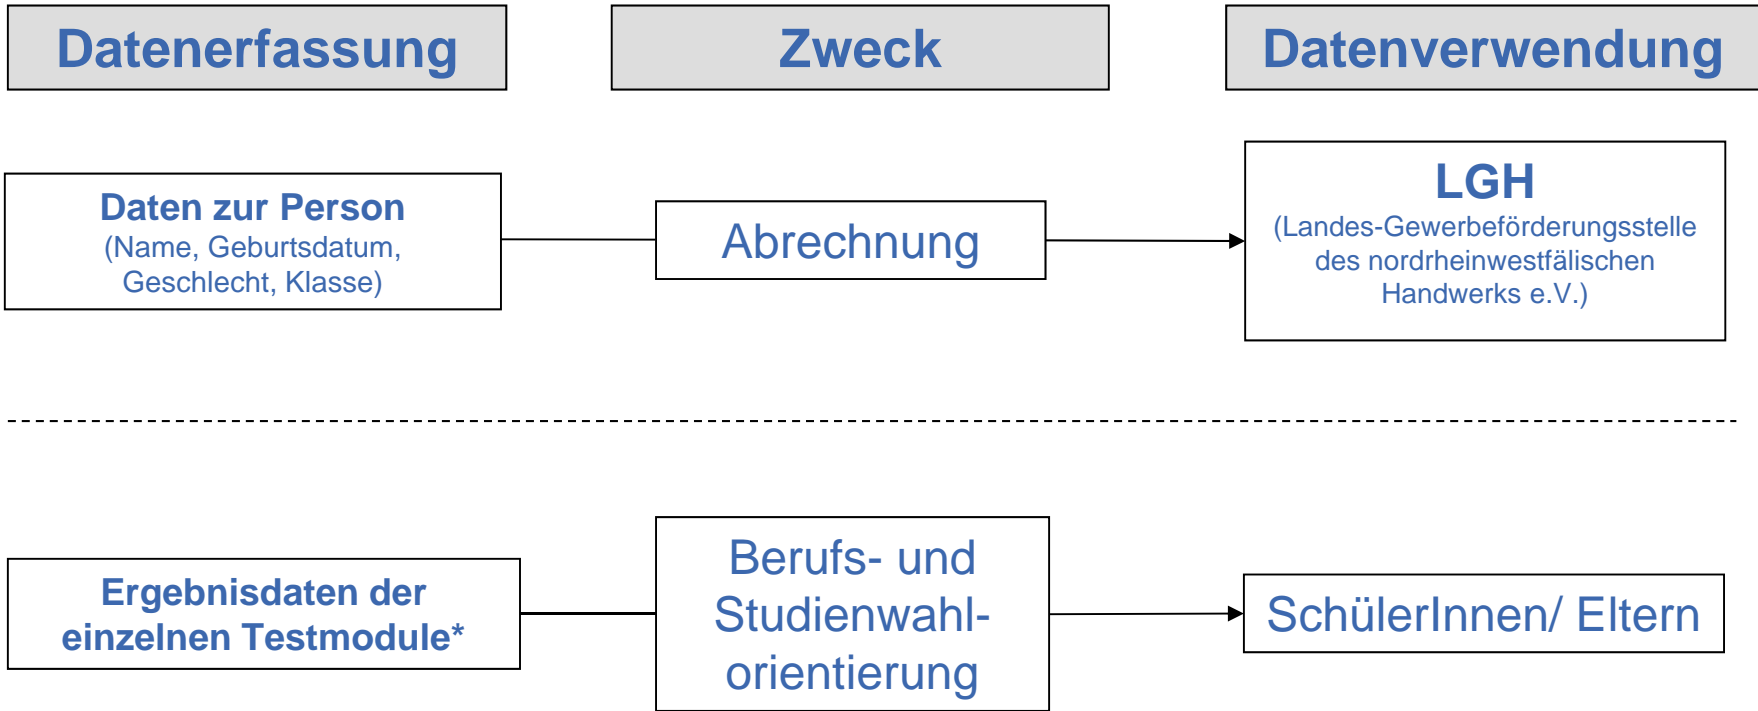 Datenerfassung
Zweck
Datenverwendung
Daten zur Person
(Name, Geburtsdatum,
Geschlecht, Klasse)
Abrechnung
LGH
(Landes-Gewerbeförderungsstelle
des nordrheinwestfälischen
Handwerks e.V.)
Ergebnisdaten der
einzelnen Testmodule*
Berufs- und
Studienwahl-
orientierung
SchülerInnen/ Eltern